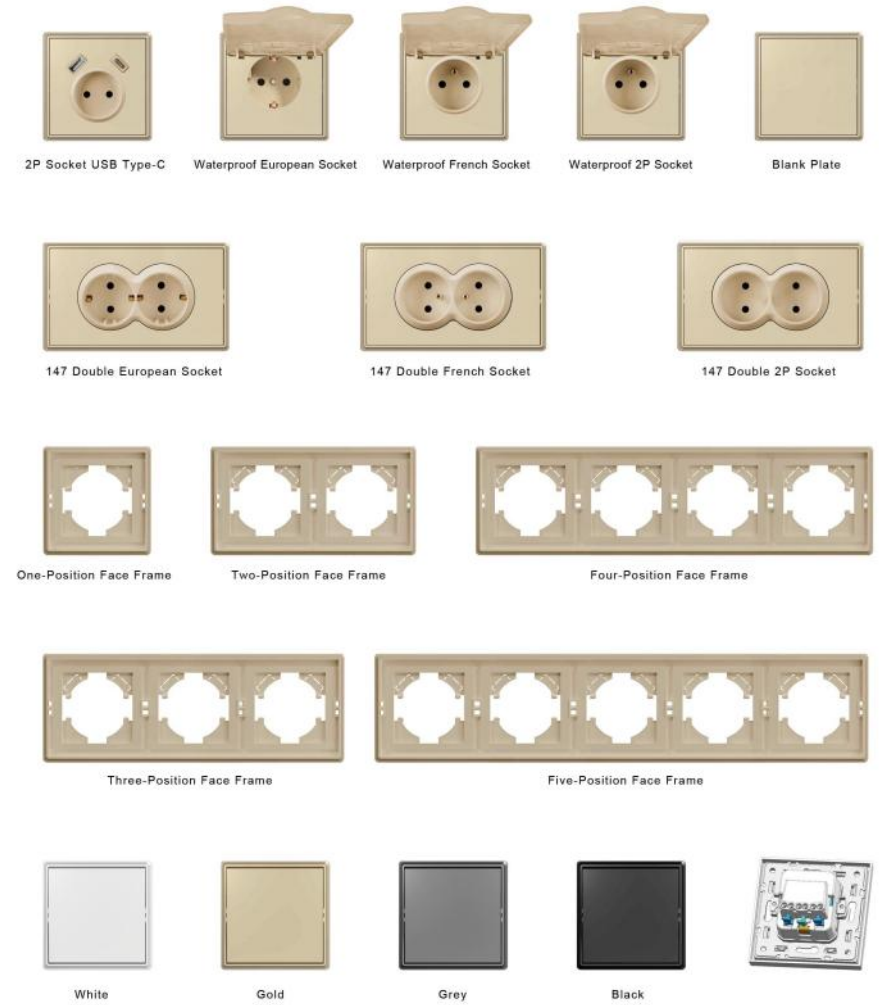 2P Socket USB Type-C
Waterproof European Socket
Waterproof French Socket
Waterproof 2P Socket
Blank Plate
147 Double European Socket
147 Double French Socket
147 Double 2P Socket
One-Position Face Frame
Two-Position Face Frame
Four-Position Face Frame
Three-Position Face Frame
Five-Position Face Frame
White
Gold
Grey
Black